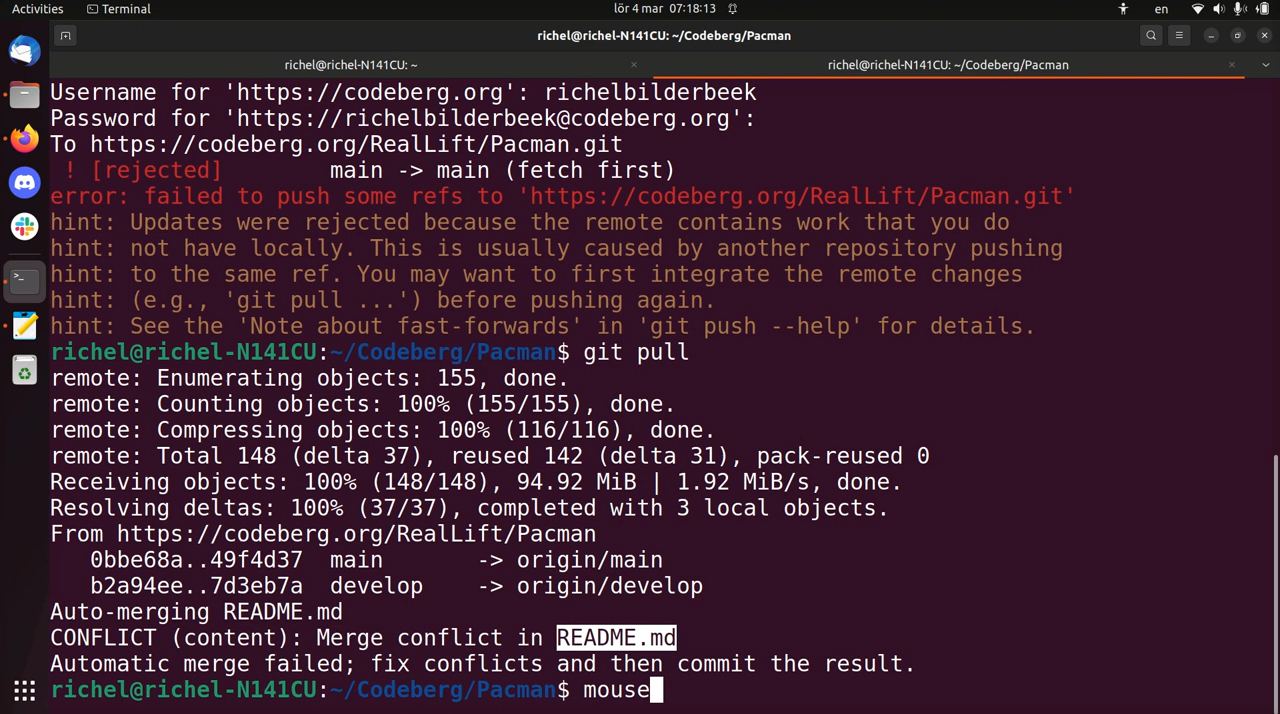 Activities
Terminal
lör 4 mar 07:18:13
en
richel@richel-N141CU: ~/Codeberg/Pacman
richel@richel-N141CU: ~
richel@richel-N141CU: ~/Codeberg/Pacman
Username for 'https://codeberg.org': richelbilderbeek
Password for 'https://richelbilderbeek@codeberg.org':
To https://codeberg.org/RealLift/Pacman.git
 ! [rejected]        main -> main (fetch first)
error: failed to push some refs to 'https://codeberg.org/RealLift/Pacman.git'
hint: Updates were rejected because the remote contains work that you do
hint: not have locally. This is usually caused by another repository pushing
hint: to the same ref. You may want to first integrate the remote changes
hint: (e.g., 'git pull ...') before pushing again.
hint: See the 'Note about fast-forwards' in 'git push --help' for details.
richel@richel-N141CU:~/Codeberg/Pacman$ git pull
remote: Enumerating objects: 155, done.
remote: Counting objects: 100% (155/155), done.
remote: Compressing objects: 100% (116/116), done.
remote: Total 148 (delta 37), reused 142 (delta 31), pack-reused 0
Receiving objects: 100% (148/148), 94.92 MiB | 1.92 MiB/s, done.
Resolving deltas: 100% (37/37), completed with 3 local objects.
From https://codeberg.org/RealLift/Pacman
   0bbe68a..49f4d37  main       -> origin/main
   b2a94ee..7d3eb7a  develop    -> origin/develop
Auto-merging README.md
CONFLICT (content): Merge conflict in README.md
Automatic merge failed; fix conflicts and then commit the result.
richel@richel-N141CU:~/Codeberg/Pacman$ mouse